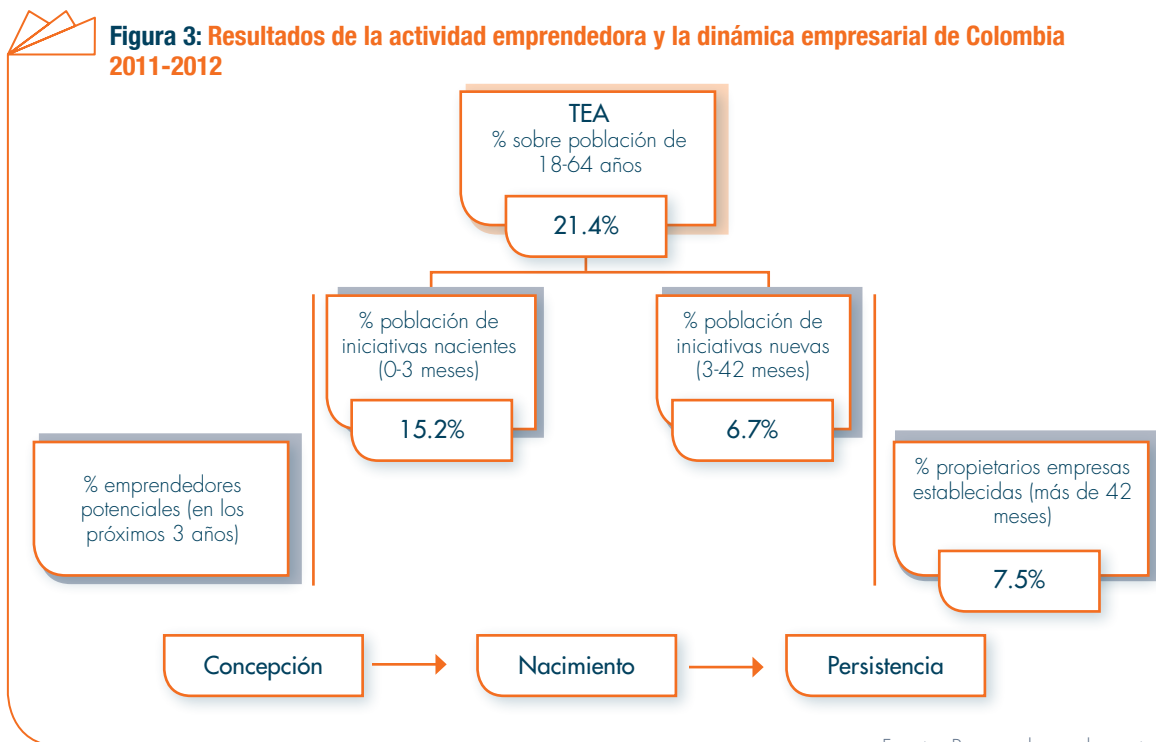 Figura 3: Resultados de la actividad emprendedora y la dinámica empresarial de Colombia
2011-2012
TEA
% sobre población de
18-64 años
21.4%
% población de
iniciativas nacientes
(0-3 meses)
15.2%
% población de
iniciativas nuevas
(3-42 meses)
6.7%
% emprendedores
potenciales (en los
próximos 3 años)
% propietarios empresas
establecidas (más de 42
meses)
7.5%
Concepción
Nacimiento
Persistencia